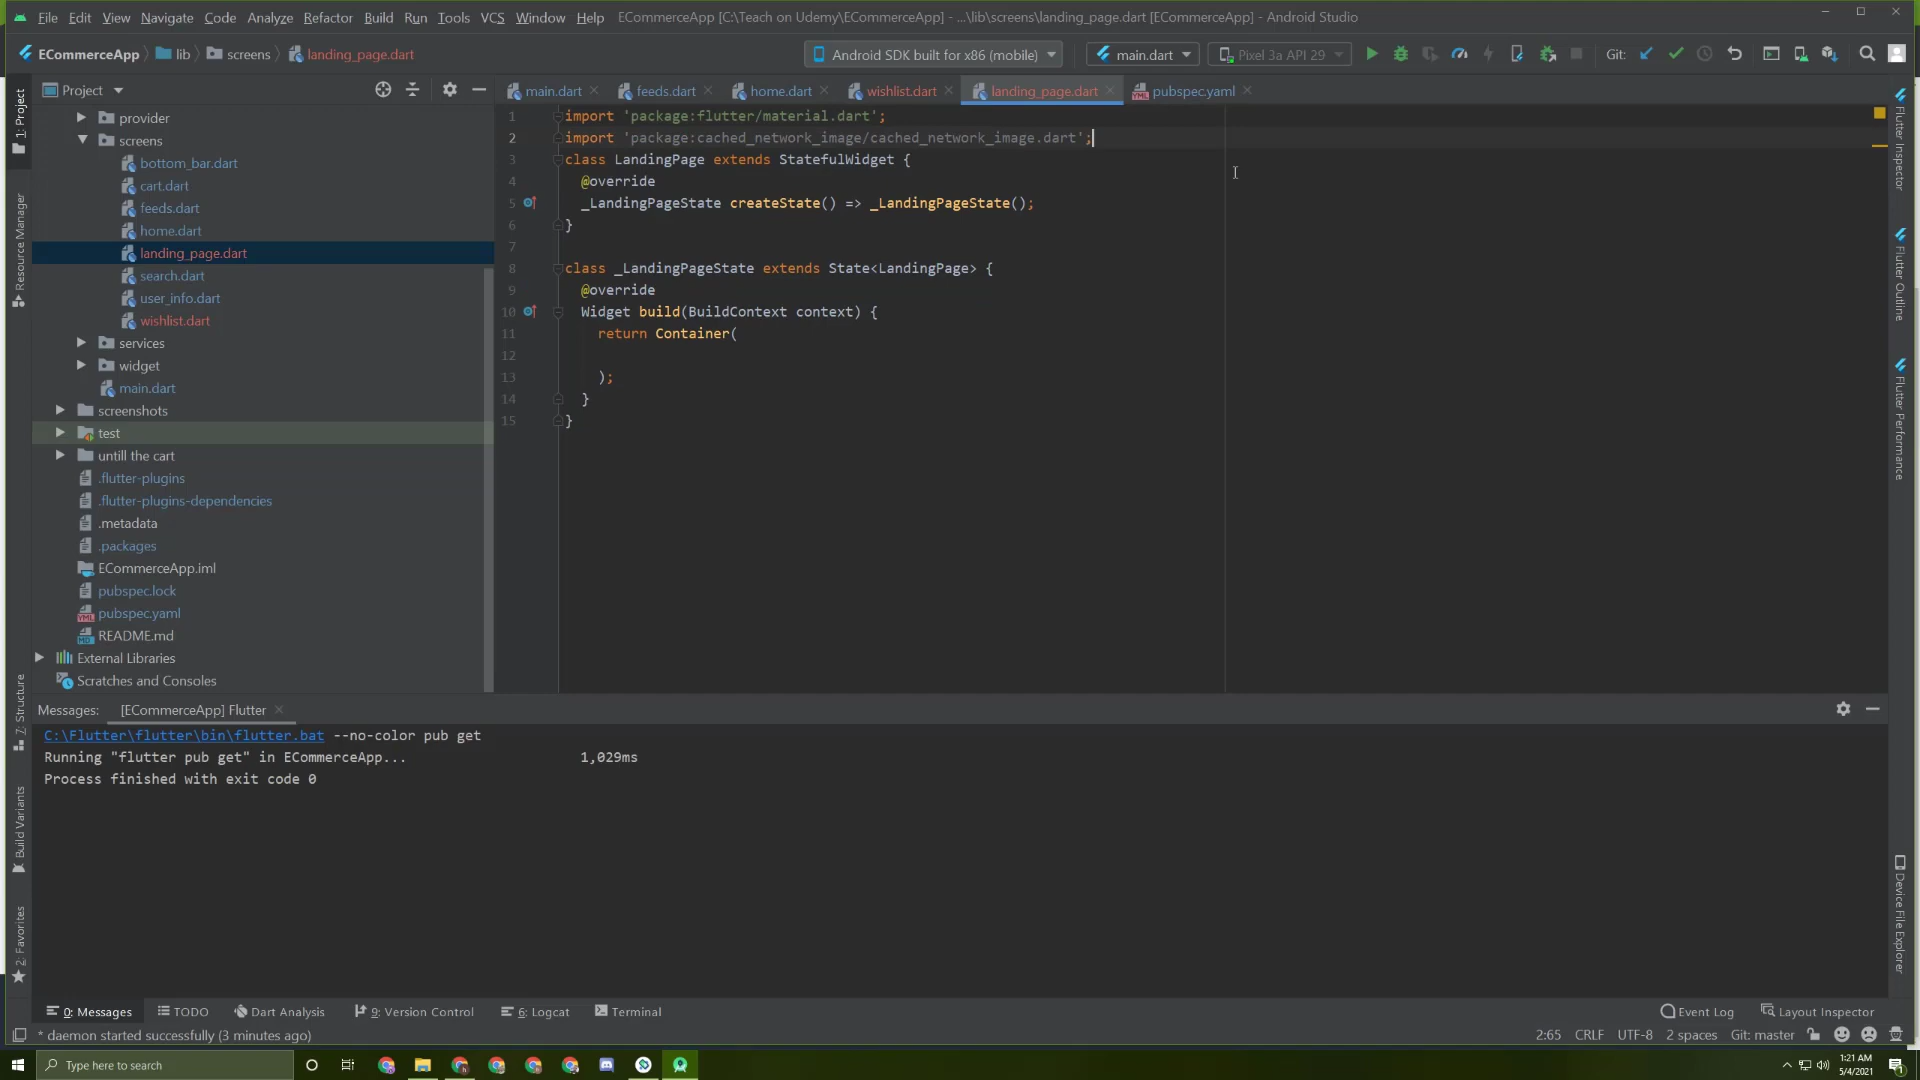 File Edit View Navigate Code Analyze Refactor Build Run Tools VCS Window Help ECommerceApp [C:\Teach on Udemy\ECommerceApp] - ...\lib\screens\landing_page.dart [ECommerceApp] - Android Studio
ECommerceApp lib screens landing_page.dart Android SDK built for x86 (mobile) main.dart Pixel 3a API 29 Git:
Project main.dart feeds.dart home.dart wishlist.dart landing_page.dart pubspec.yaml
provider
screens
bottom_bar.dart
cart.dart
feeds.dart
home.dart
landing_page.dart
search.dart
user_info.dart
wishlist.dart
services
widget
main.dart
screenshots
test
untill the cart
.flutter-plugins
.flutter-plugins-dependencies
.metadata
.packages
ECommerceApp.iml
pubspec.lock
pubspec.yaml
README.md
External Libraries
Scratches and Consoles
1 import 'package:flutter/material.dart';
2 import 'package:cached_network_image/cached_network_image.dart';
3 class LandingPage extends StatefulWidget {
4 @override
5 _LandingPageState createState() => _LandingPageState();
6 }
7
8 class _LandingPageState extends State<LandingPage> {
9 @override
10 Widget build(BuildContext context) {
11 return Container(
12
13 );
14 }
15 }
1: Project
Resource Manager
Z: Structure
Build Variants
2: Favorites
Flutter Inspector
Flutter Outline
Flutter Performance
Device File Explorer
Messages: [ECommerceApp] Flutter
C:\Flutter\flutter\bin\flutter.bat --no-color pub get
Running "flutter pub get" in ECommerceApp... 1,029ms
Process finished with exit code 0
0: Messages TODO Dart Analysis 9: Version Control 6: Logcat Terminal Event Log Layout Inspector
* daemon started successfully (3 minutes ago) 2:65 CRLF UTF-8 2 spaces Git: master
Type here to search 1:21 AM
5/4/2021